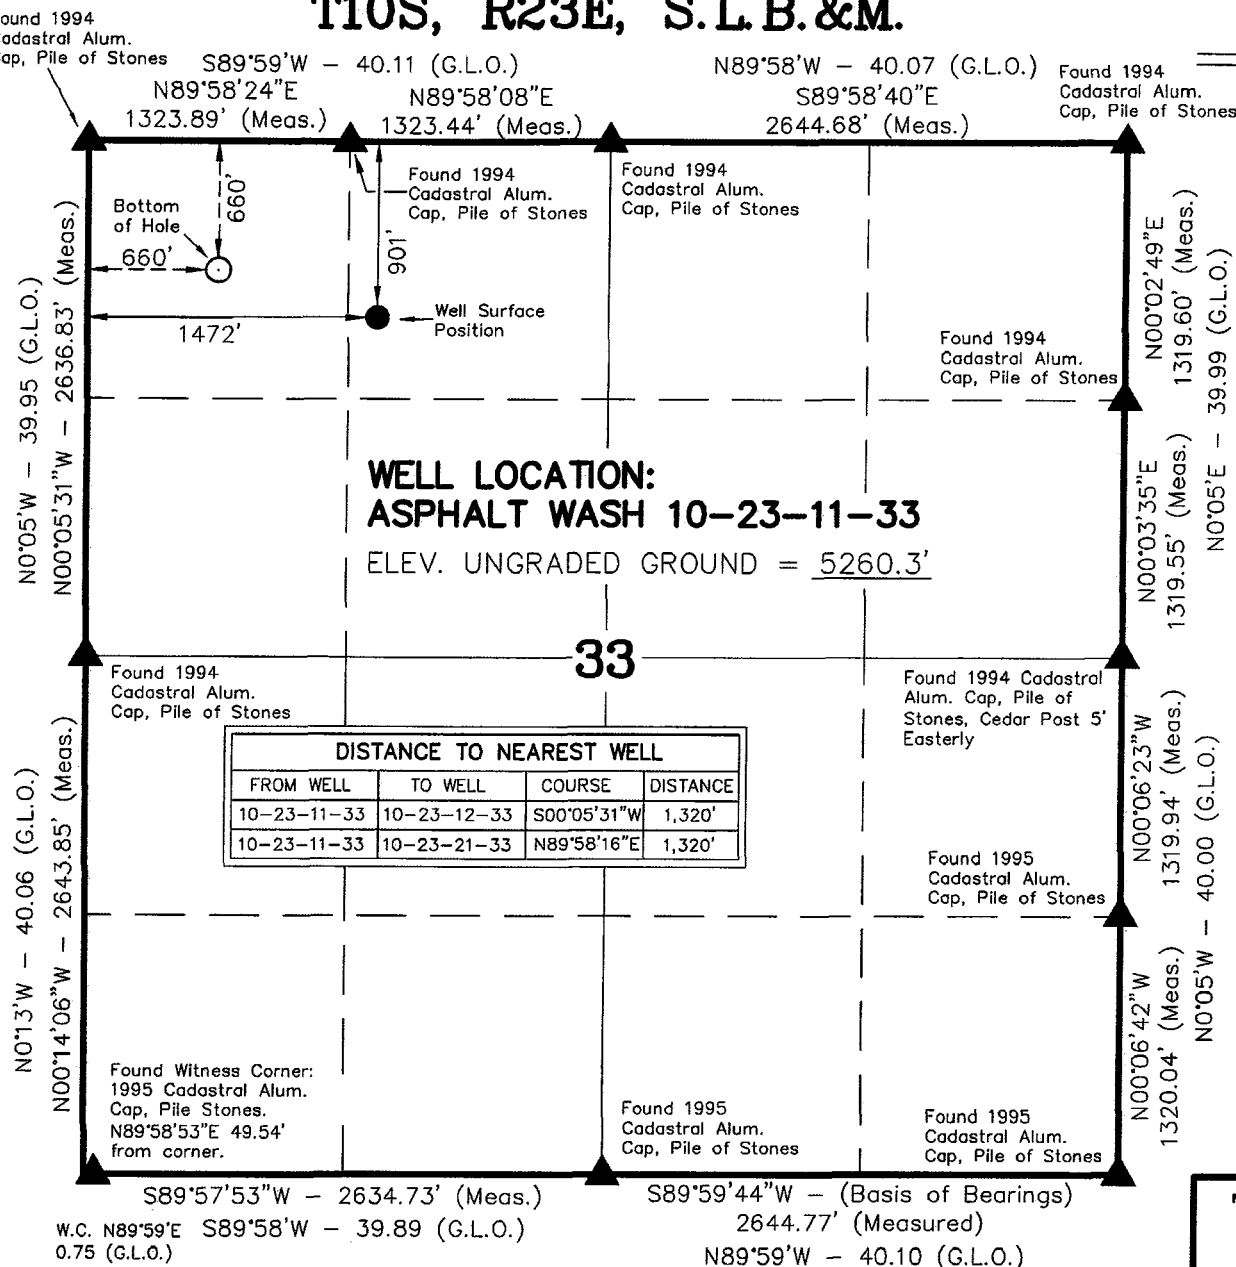 T10S, R23E, S.L.B.&M.
Found 1994
Cadastral Alum.
Cap, Pile of Stones
S89°59'W - 40.11 (G.L.O.)
N89°58'24"E
1323.89' (Meas.)
N89°58'08"E
1323.44' (Meas.)
N89°58'W - 40.07 (G.L.O.)
S89°58'40"E
2644.68' (Meas.)
Found 1994
Cadastral Alum.
Cap, Pile of Stones
Found 1994
Cadastral Alum.
Cap, Pile of Stones
Found 1994
Cadastral Alum.
Cap, Pile of Stones
Bottom
of Hole
660'
660'
901'
1472'
Well Surface
Position
N0°05'W - 39.95 (G.L.O.)
N00°05'31"W - 2636.83' (Meas.)
N00°02'49"E
1319.60' (Meas.)
N0°05'E - 39.99 (G.L.O.)
Found 1994
Cadastral Alum.
Cap, Pile of Stones
N00°03'35"E
1319.55' (Meas.)
WELL LOCATION:
ASPHALT WASH 10-23-11-33
ELEV. UNGRADED GROUND = 5260.3'
33
Found 1994
Cadastral Alum.
Cap, Pile of Stones
Found 1994 Cadastral
Alum. Cap, Pile of
Stones, Cedar Post 5'
Easterly
DISTANCE TO NEAREST WELL
FROM WELL TO WELL COURSE DISTANCE
10-23-11-33 10-23-12-33 S00°05'31"W 1,320'
10-23-11-33 10-23-21-33 N89°58'16"E 1,320'
N0°13'W - 40.06 (G.L.O.)
N00°14'06"W - 2643.85' (Meas.)
N00°06'23"W
1319.94' (Meas.)
N0°05'W - 40.00 (G.L.O.)
Found 1995
Cadastral Alum.
Cap, Pile of Stones
N00°06'42"W
1320.04' (Meas.)
Found Witness Corner:
1995 Cadastral Alum.
Cap, Pile Stones.
N89°58'53"E 49.54'
from corner.
Found 1995
Cadastral Alum.
Cap, Pile of Stones
Found 1995
Cadastral Alum.
Cap, Pile of Stones
S89°57'53"W - 2634.73' (Meas.)
W.C. N89°59'E
0.75 (G.L.O.)
S89°58'W - 39.89 (G.L.O.)
S89°59'44"W - (Basis of Bearings)
2644.77' (Measured)
N89°59'W - 40.10 (G.L.O.)